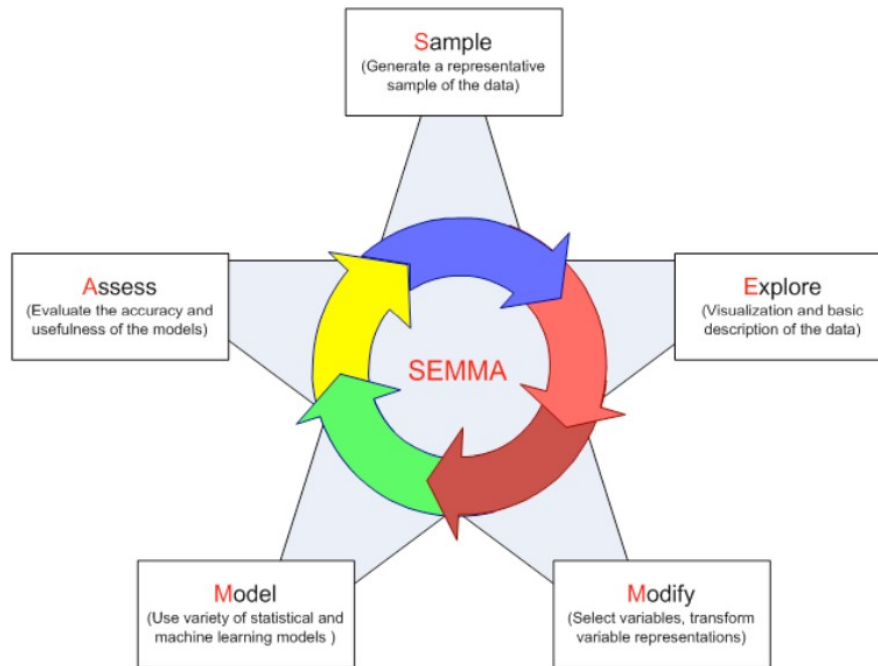 Sample
(Generate a representative
sample of the data)
Assess
(Evaluate the accuracy and
usefulness of the models)
Explore
(Visualization and basic
description of the data)
SEMMA
Model
(Use variety of statistical and
machine learning models )
Modify
(Select variables, transform
variable representations)